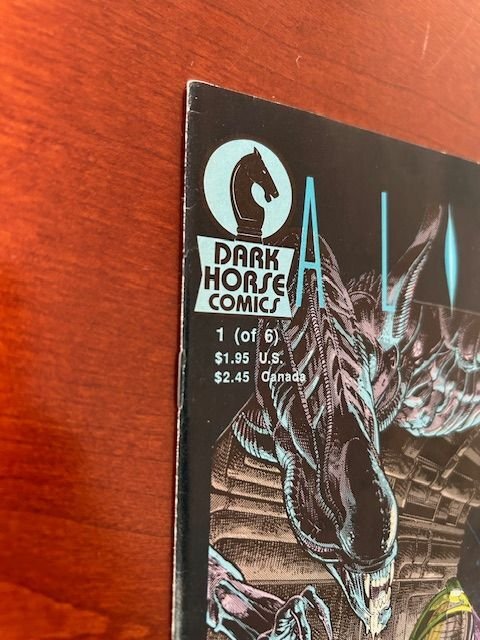 DARK
HORSE
COMICS
A L I
1 (of 6)
$1.95 U.S.
$2.45 Canada